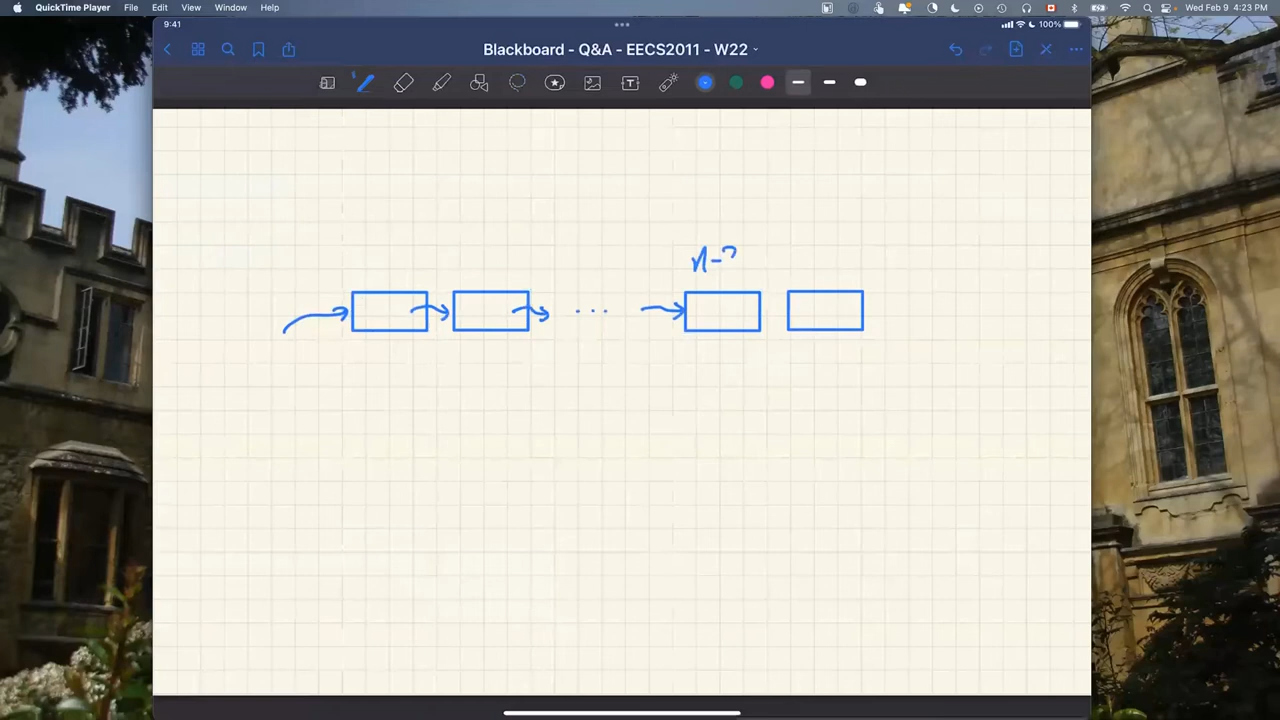 QuickTime Player File Edit View Window Help Wed Feb 9 4:23 PM
9:41 100%
Blackboard - Q&A - EECS2011 - W22
T
n-
...